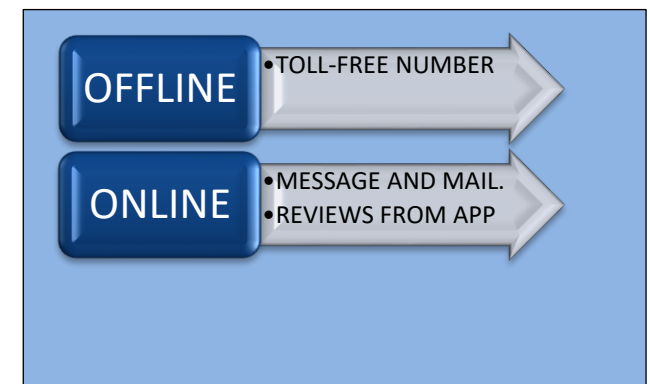 OFFLINE
•TOLL-FREE NUMBER
ONLINE
•MESSAGE AND MAIL.
•REVIEWS FROM APP